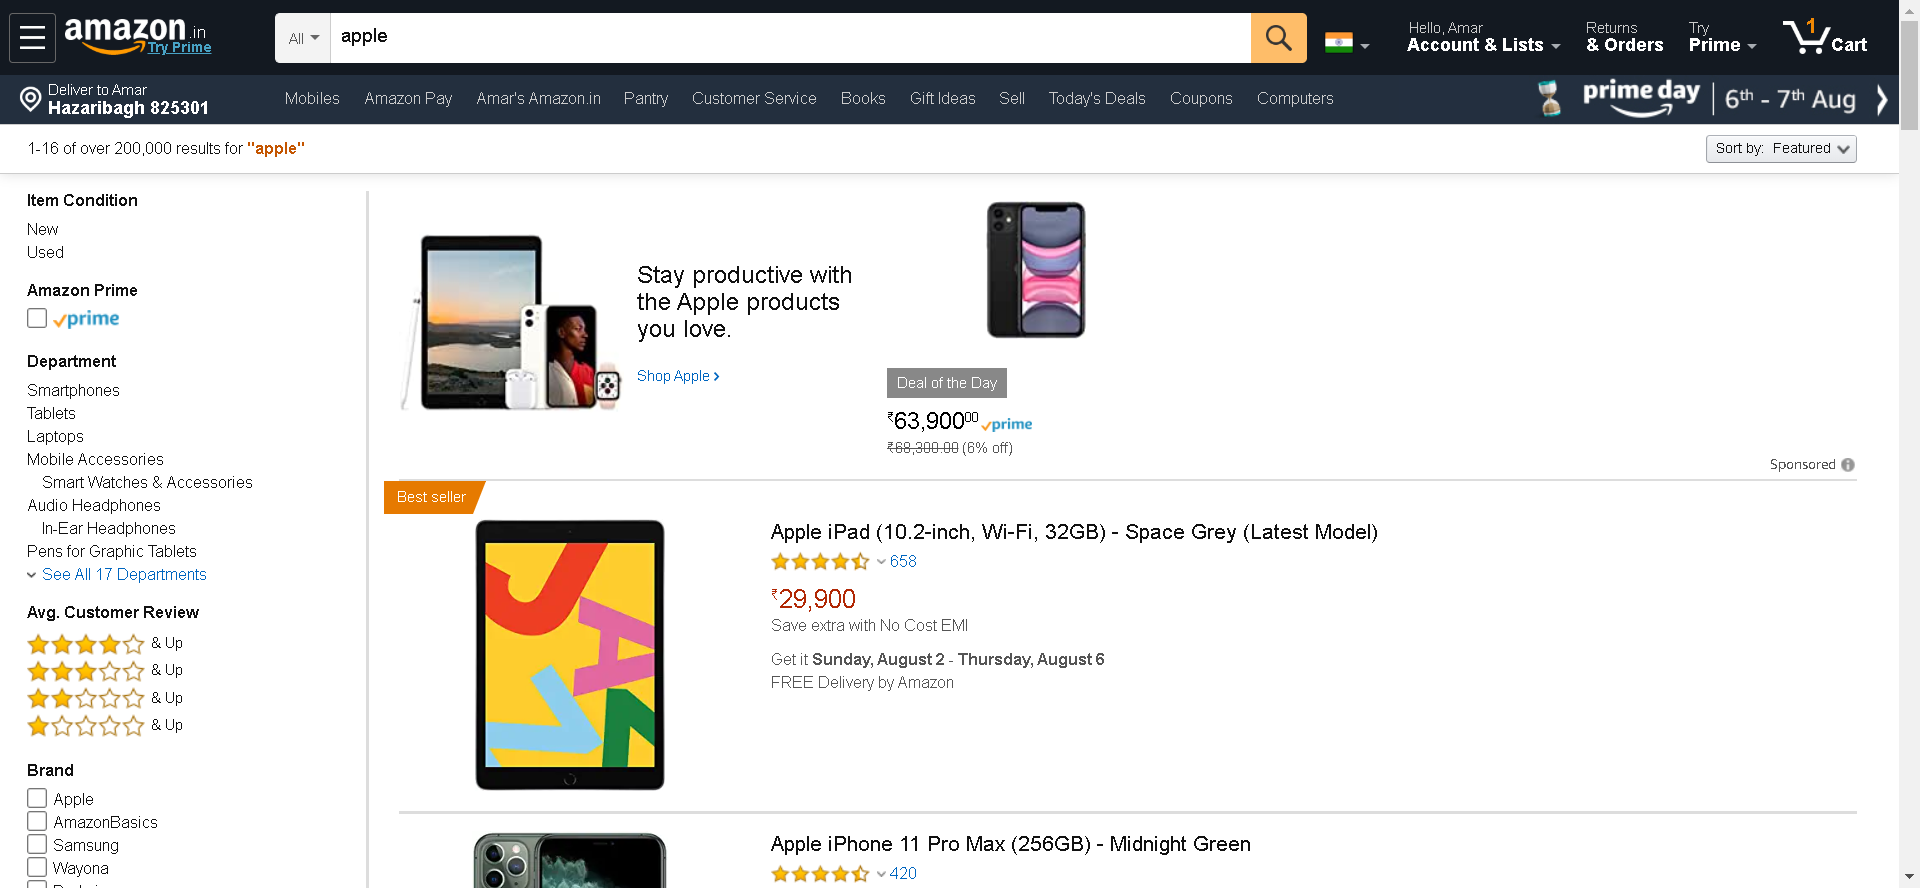 amazon.in
Try Prime
All
apple
Hello, Amar
Account & Lists
Returns
& Orders
Try
Prime
1
Cart
Deliver to Amar
Hazaribagh 825301
Mobiles
Amazon Pay
Amar's Amazon.in
Pantry
Customer Service
Books
Gift Ideas
Sell
Today's Deals
Coupons
Computers
prime day
6th - 7th Aug
1-16 of over 200,000 results for "apple"
Sort by: Featured
Item Condition
New
Used
Amazon Prime
prime
Department
Smartphones
Tablets
Laptops
Mobile Accessories
Smart Watches & Accessories
Audio Headphones
In-Ear Headphones
Pens for Graphic Tablets
See All 17 Departments
Avg. Customer Review
& Up
& Up
& Up
& Up
Brand
Apple
AmazonBasics
Samsung
Wayona
Stay productive with
the Apple products
you love.
Shop Apple
Deal of the Day
₹63,90000 prime
₹68,300.00 (6% off)
Sponsored
Best seller
Apple iPad (10.2-inch, Wi-Fi, 32GB) - Space Grey (Latest Model)
658
₹29,900
Save extra with No Cost EMI
Get it Sunday, August 2 - Thursday, August 6
FREE Delivery by Amazon
Apple iPhone 11 Pro Max (256GB) - Midnight Green
420